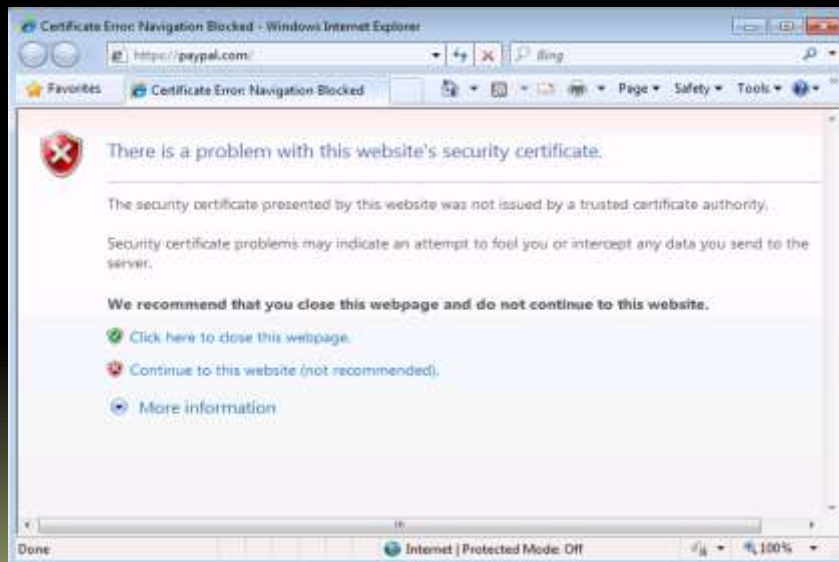 Certificate Error: Navigation Blocked - Windows Internet Explorer
https://paypal.com/
Bing
Favorites
Certificate Error: Navigation Blocked
Page
Safety
Tools
There is a problem with this website's security certificate.
The security certificate presented by this website was not issued by a trusted certificate authority.
Security certificate problems may indicate an attempt to fool you or intercept any data you send to the
server.
We recommend that you close this webpage and do not continue to this website.
Click here to close this webpage.
Continue to this website (not recommended).
More information
Done
Internet | Protected Mode: Off
100%